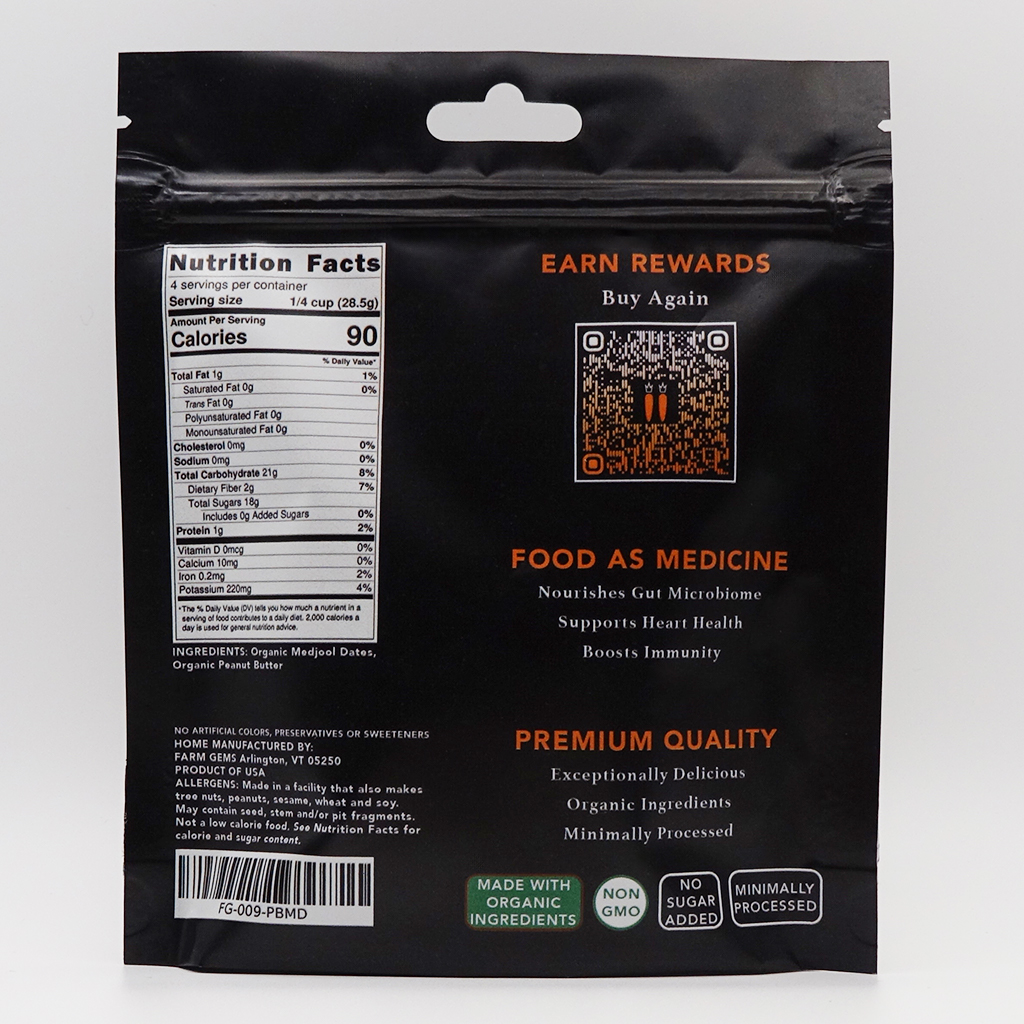 Nutrition Facts
4 servings per container
Serving size 1/4 cup (28.5g)
Amount Per Serving
Calories 90
% Daily Value*
Total Fat 1g 1%
Saturated Fat 0g 0%
Trans Fat 0g
Polyunsaturated Fat 0g
Monounsaturated Fat 0g
Cholesterol 0mg 0%
Sodium 0mg 0%
Total Carbohydrate 21g 8%
Dietary Fiber 2g 7%
Total Sugars 18g
Includes 0g Added Sugars 0%
Protein 1g 2%
Vitamin D 0mcg 0%
Calcium 10mg 0%
Iron 0.2mg 2%
Potassium 220mg 4%
*The % Daily Value (DV) tells you how much a nutrient in a
serving of food contributes to a daily diet. 2,000 calories a
day is used for general nutrition advice.
INGREDIENTS: Organic Medjool Dates,
Organic Peanut Butter
NO ARTIFICIAL COLORS, PRESERVATIVES OR SWEETENERS
HOME MANUFACTURED BY:
FARM GEMS Arlington, VT 05250
PRODUCT OF USA
ALLERGENS: Made in a facility that also makes
tree nuts, peanuts, sesame, wheat and soy.
May contain seed, stem and/or pit fragments.
Not a low calorie food. See Nutrition Facts for
calorie and sugar content.
FG-009-PBMD
EARN REWARDS
Buy Again
FOOD AS MEDICINE
Nourishes Gut Microbiome
Supports Heart Health
Boosts Immunity
PREMIUM QUALITY
Exceptionally Delicious
Organic Ingredients
Minimally Processed
MADE WITH
ORGANIC
INGREDIENTS
NON
GMO
NO
SUGAR
ADDED
MINIMALLY
PROCESSED